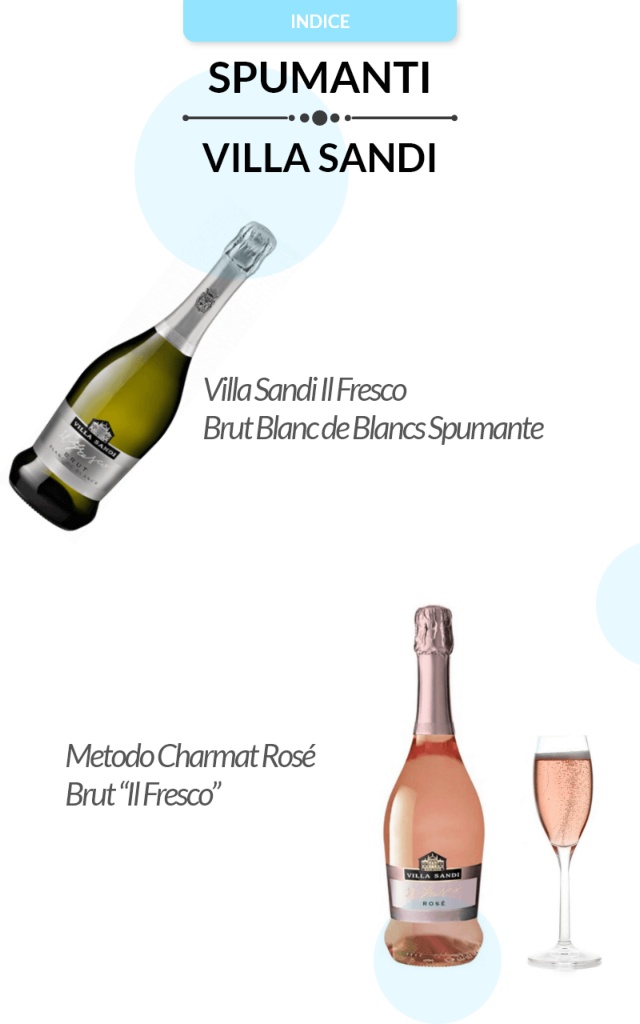 INDICE
SPUMANTI
VILLA SANDI
VILLA SANDI
BRUT
Villa Sandi Il Fresco
Brut Blanc de Blancs Spumante
Metodo Charmat Rosé
Brut “Il Fresco”
VILLA SANDI
ROSÉ